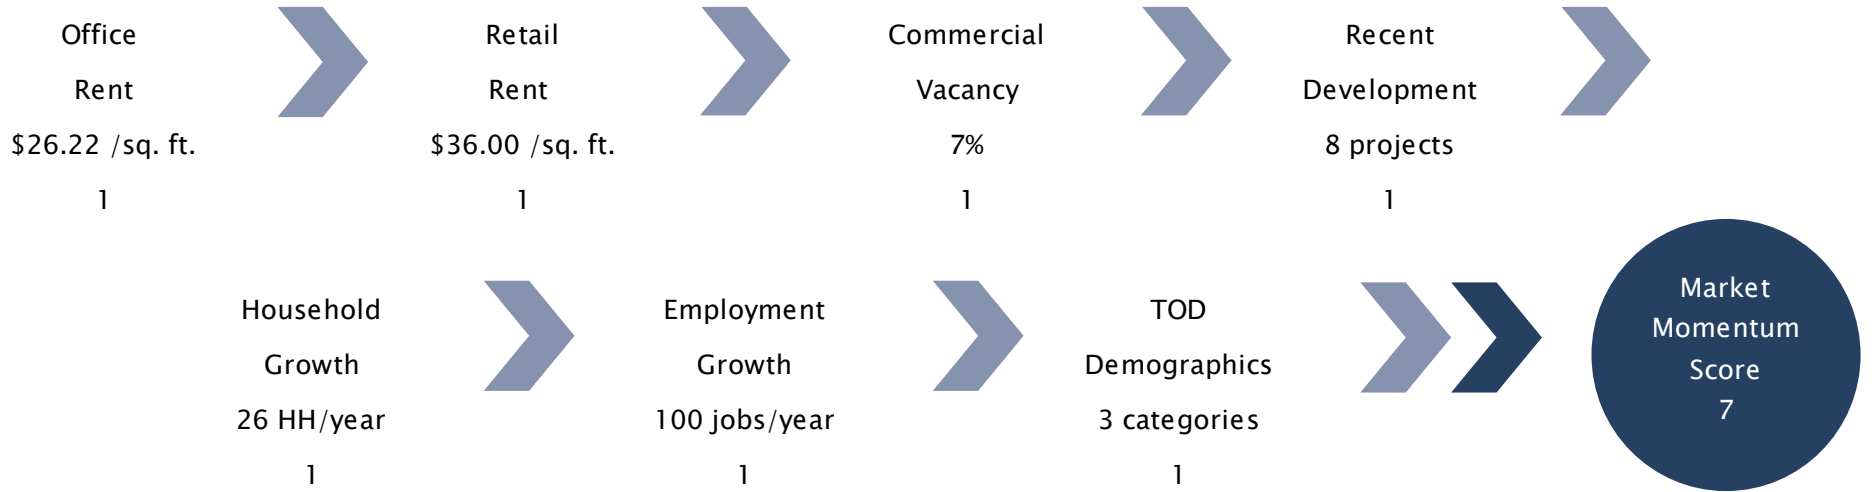 Office
Rent
$26.22 /sq. ft.
1
Retail
Rent
$36.00 /sq. ft.
1
Commercial
Vacancy
7%
1
Recent
Development
8 projects
1
Household
Growth
26 HH/year
1
Employment
Growth
100 jobs/year
1
TOD
Demographics
3 categories
1
Market
Momentum
Score
7